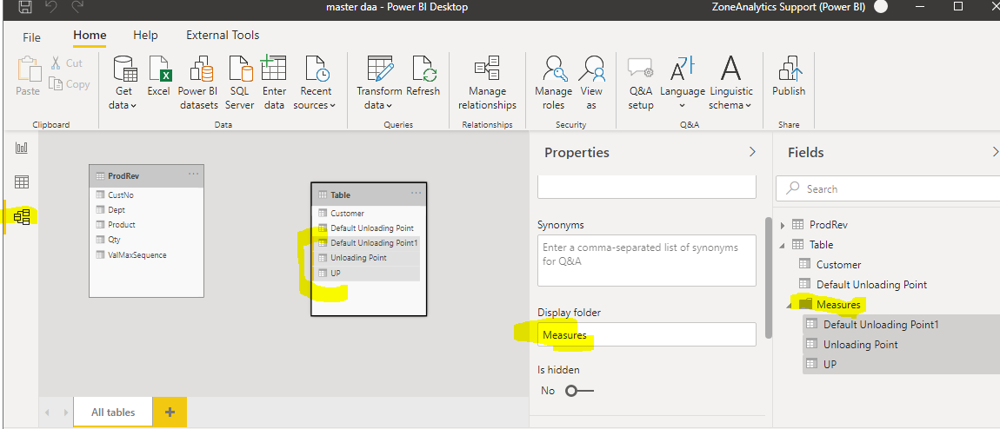 master daa - Power BI Desktop
ZoneAnalytics Support (Power BI)
File
Home
Help
External Tools
Paste
Cut
Copy
Get
data
Excel
Power BI
datasets
SQL
Server
Enter
data
Recent
sources
Transform
data
Refresh
Manage
relationships
Manage
roles
View
as
Q&A
setup
Language
Linguistic
schema
Publish
Clipboard
Data
Queries
Relationships
Security
Q&A
Share
ProdRev
CustNo
Dept
Product
Qty
ValMaxSequence
Table
Customer
Default Unloading Point
Default Unloading Point1
Unloading Point
UP
All tables
Properties
Synonyms
Enter a comma-separated list of synonyms
for Q&A
Display folder
Measures
Is hidden
No
Fields
Search
ProdRev
Table
Customer
Default Unloading Point
Measures
Default Unloading Point1
Unloading Point
UP